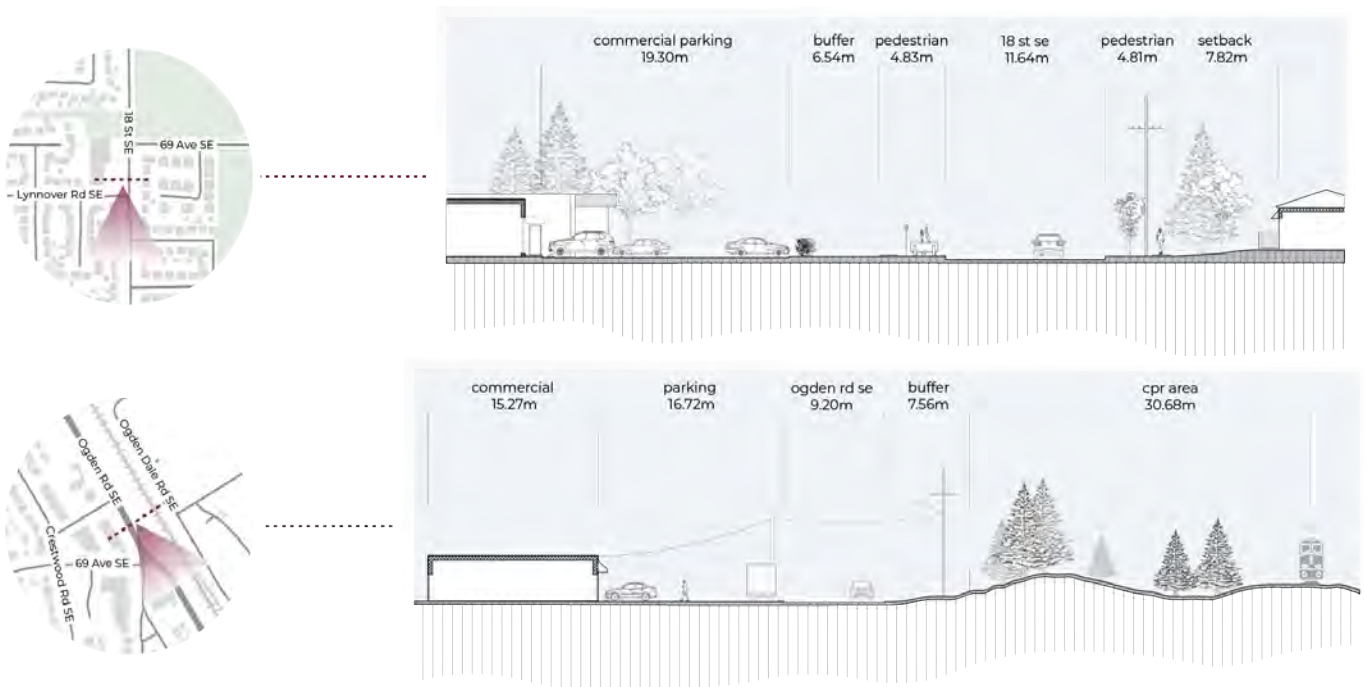 commercial parking
19.30m
buffer
6.54m
pedestrian
4.83m
18 st se
11.64m
pedestrian
4.81m
setback
7.82m
18 St SE
69 Ave SE
Lynnover Rd SE
commercial
15.27m
parking
16.72m
ogden rd se
9.20m
buffer
7.56m
cpr area
30.68m
Ogden Dale Rd SE
Ogden Rd SE
Crestwood Rd SE
69 Ave SE